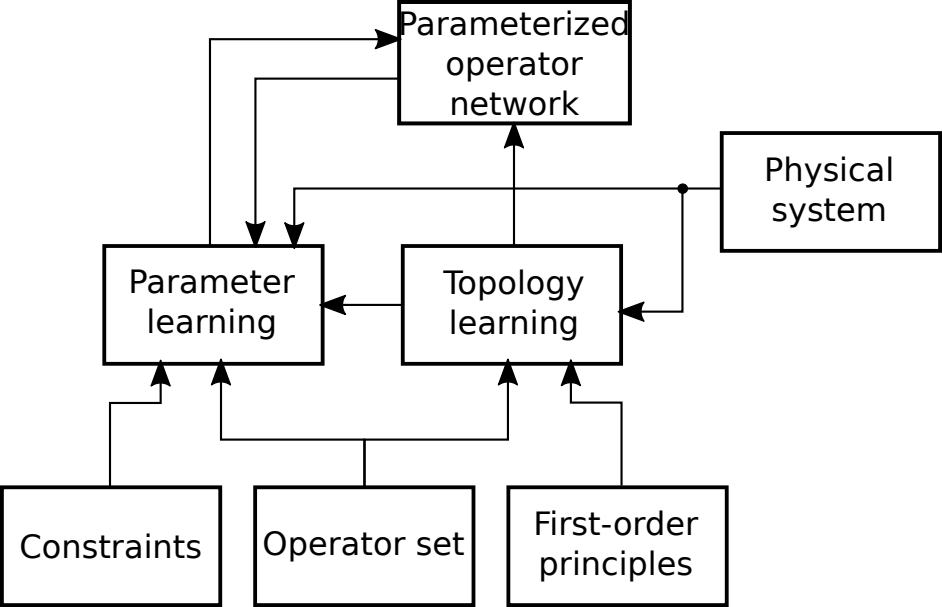 Parameterized
operator
network
Physical
system
Parameter
learning
Topology
learning
Constraints
Operator set
First-order
principles